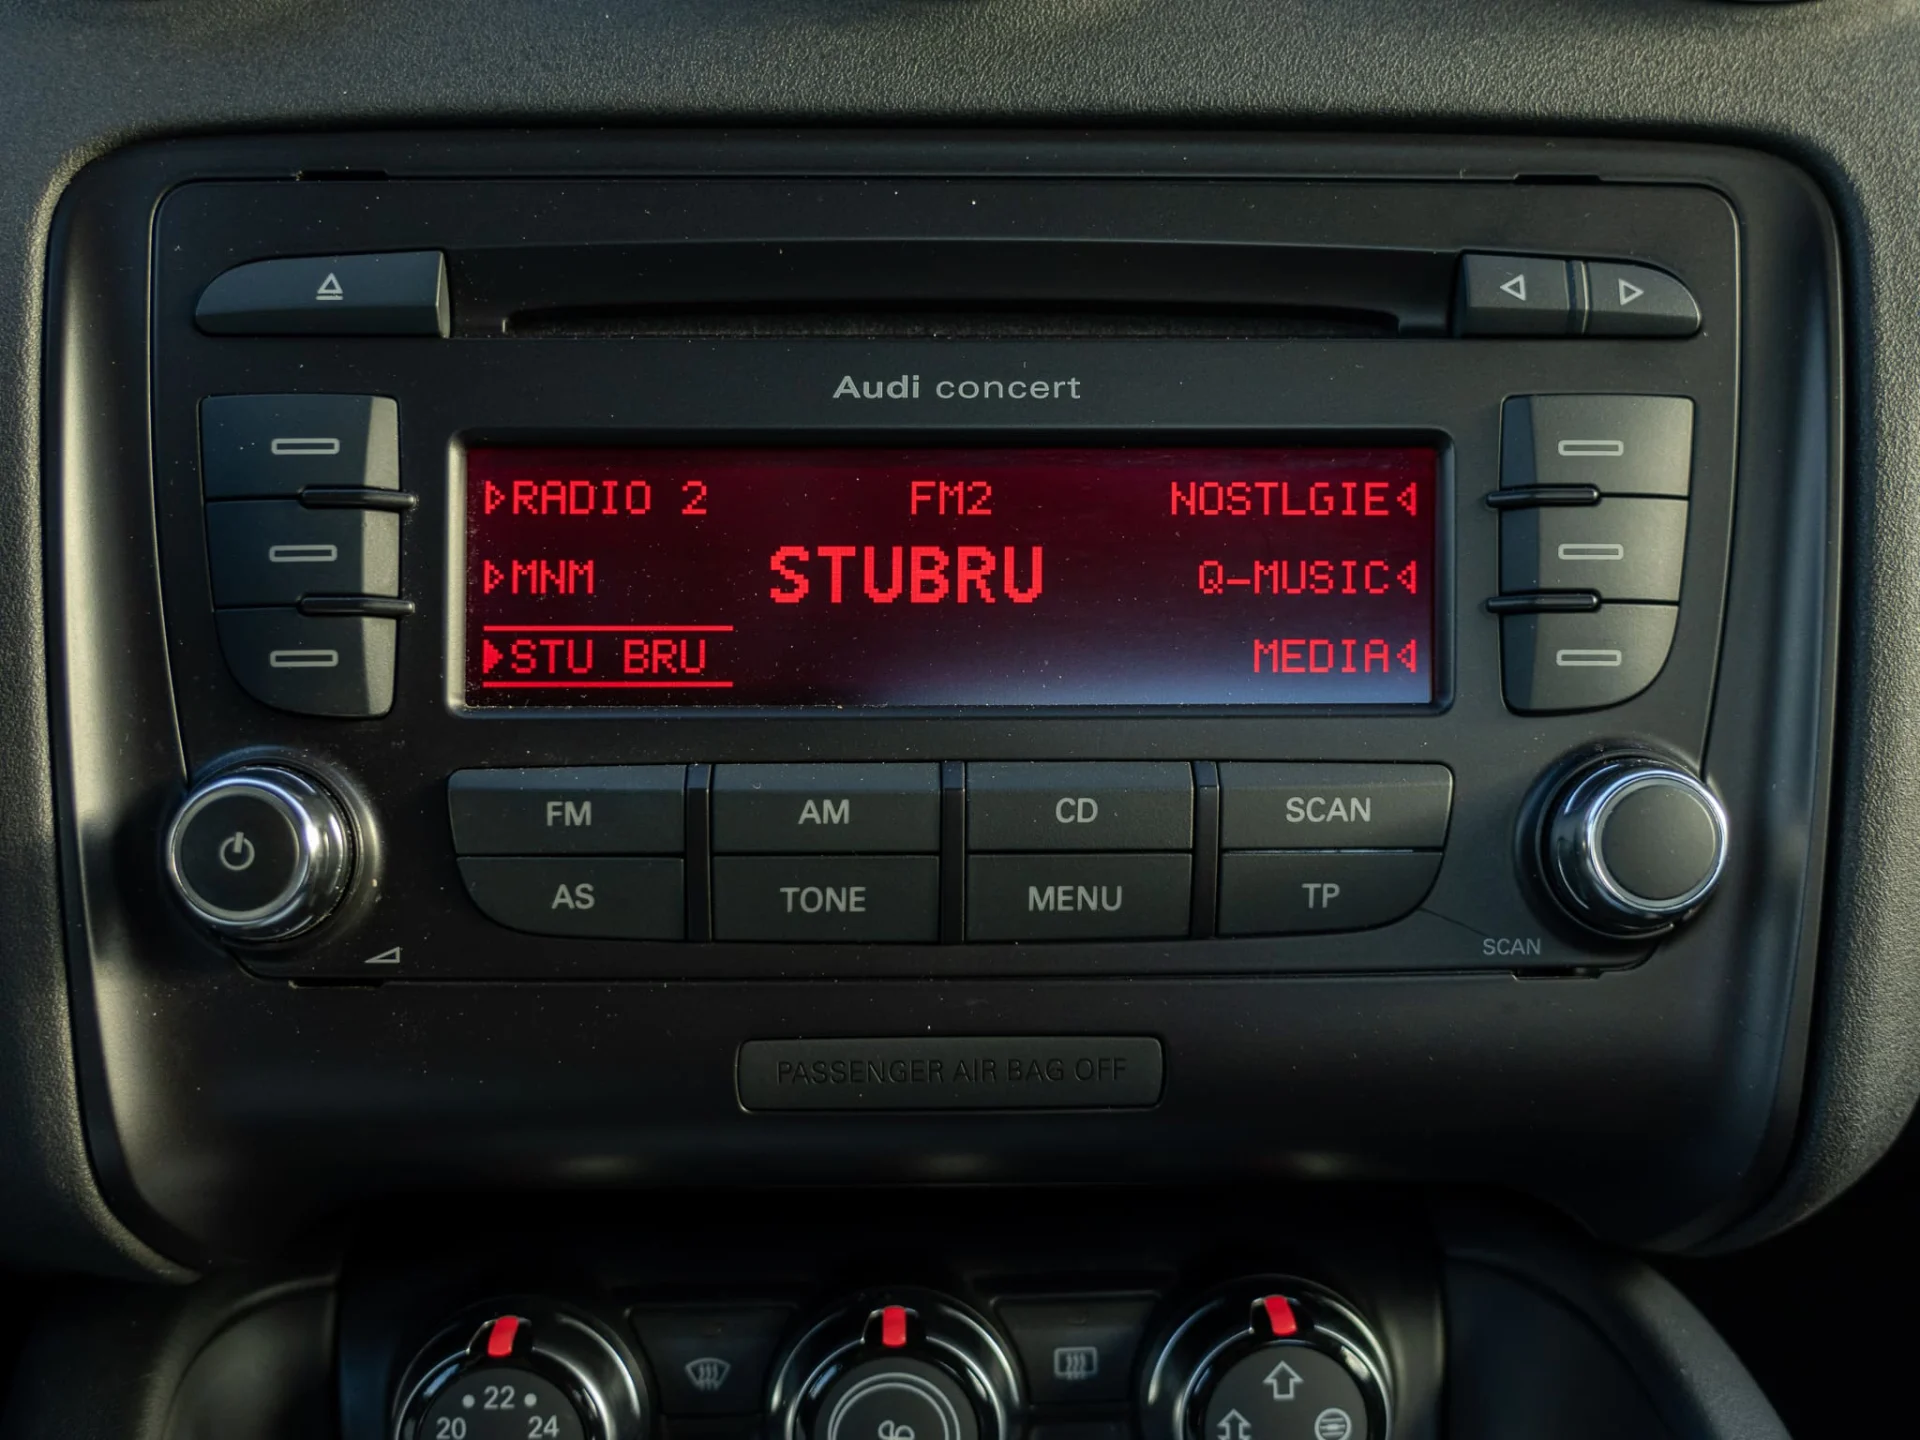 Audi concert
RADIO 2 FM2 NOSTLGIE
MNM STUBRU Q-MUSIC
STU BRU MEDIA
FM AM CD SCAN
AS TONE MENU TP
SCAN
PASSENGER AIR BAG OFF
22
20 24